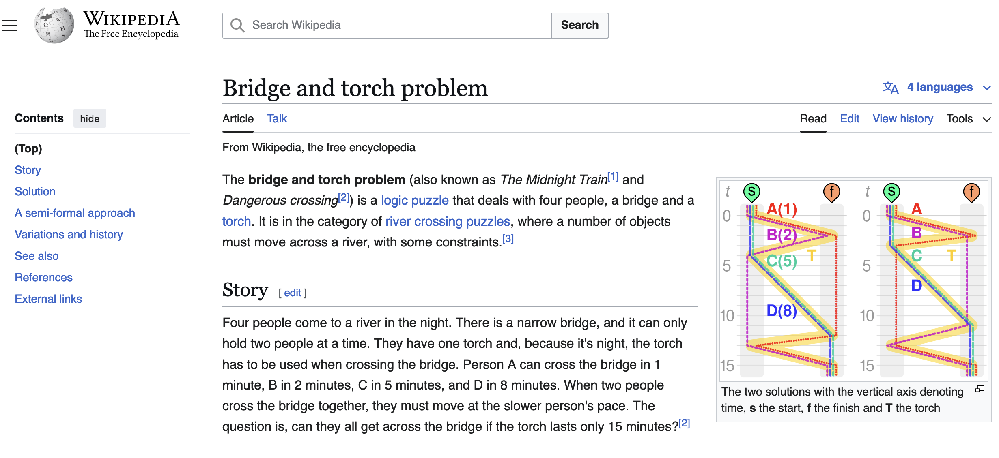 WIKIPEDIA
The Free Encyclopedia
Search Wikipedia
Search
Bridge and torch problem
4 languages
Contents
hide
(Top)
Story
Solution
A semi-formal approach
Variations and history
See also
References
External links
Article Talk
Read Edit View history Tools
From Wikipedia, the free encyclopedia
The bridge and torch problem (also known as The Midnight Train[1] and
Dangerous crossing[2]) is a logic puzzle that deals with four people, a bridge and a
torch. It is in the category of river crossing puzzles, where a number of objects
must move across a river, with some constraints.[3]
Story [ edit ]
Four people come to a river in the night. There is a narrow bridge, and it can only
hold two people at a time. They have one torch and, because it's night, the torch
has to be used when crossing the bridge. Person A can cross the bridge in 1
minute, B in 2 minutes, C in 5 minutes, and D in 8 minutes. When two people
cross the bridge together, they must move at the slower person's pace. The
question is, can they all get across the bridge if the torch lasts only 15 minutes?[2]
t s f t s f
0 A(1) 0 A
B(2) B
C(5) T C T
5 5
D
10 D(8) 10
15 15
The two solutions with the vertical axis denoting
time, s the start, f the finish and T the torch